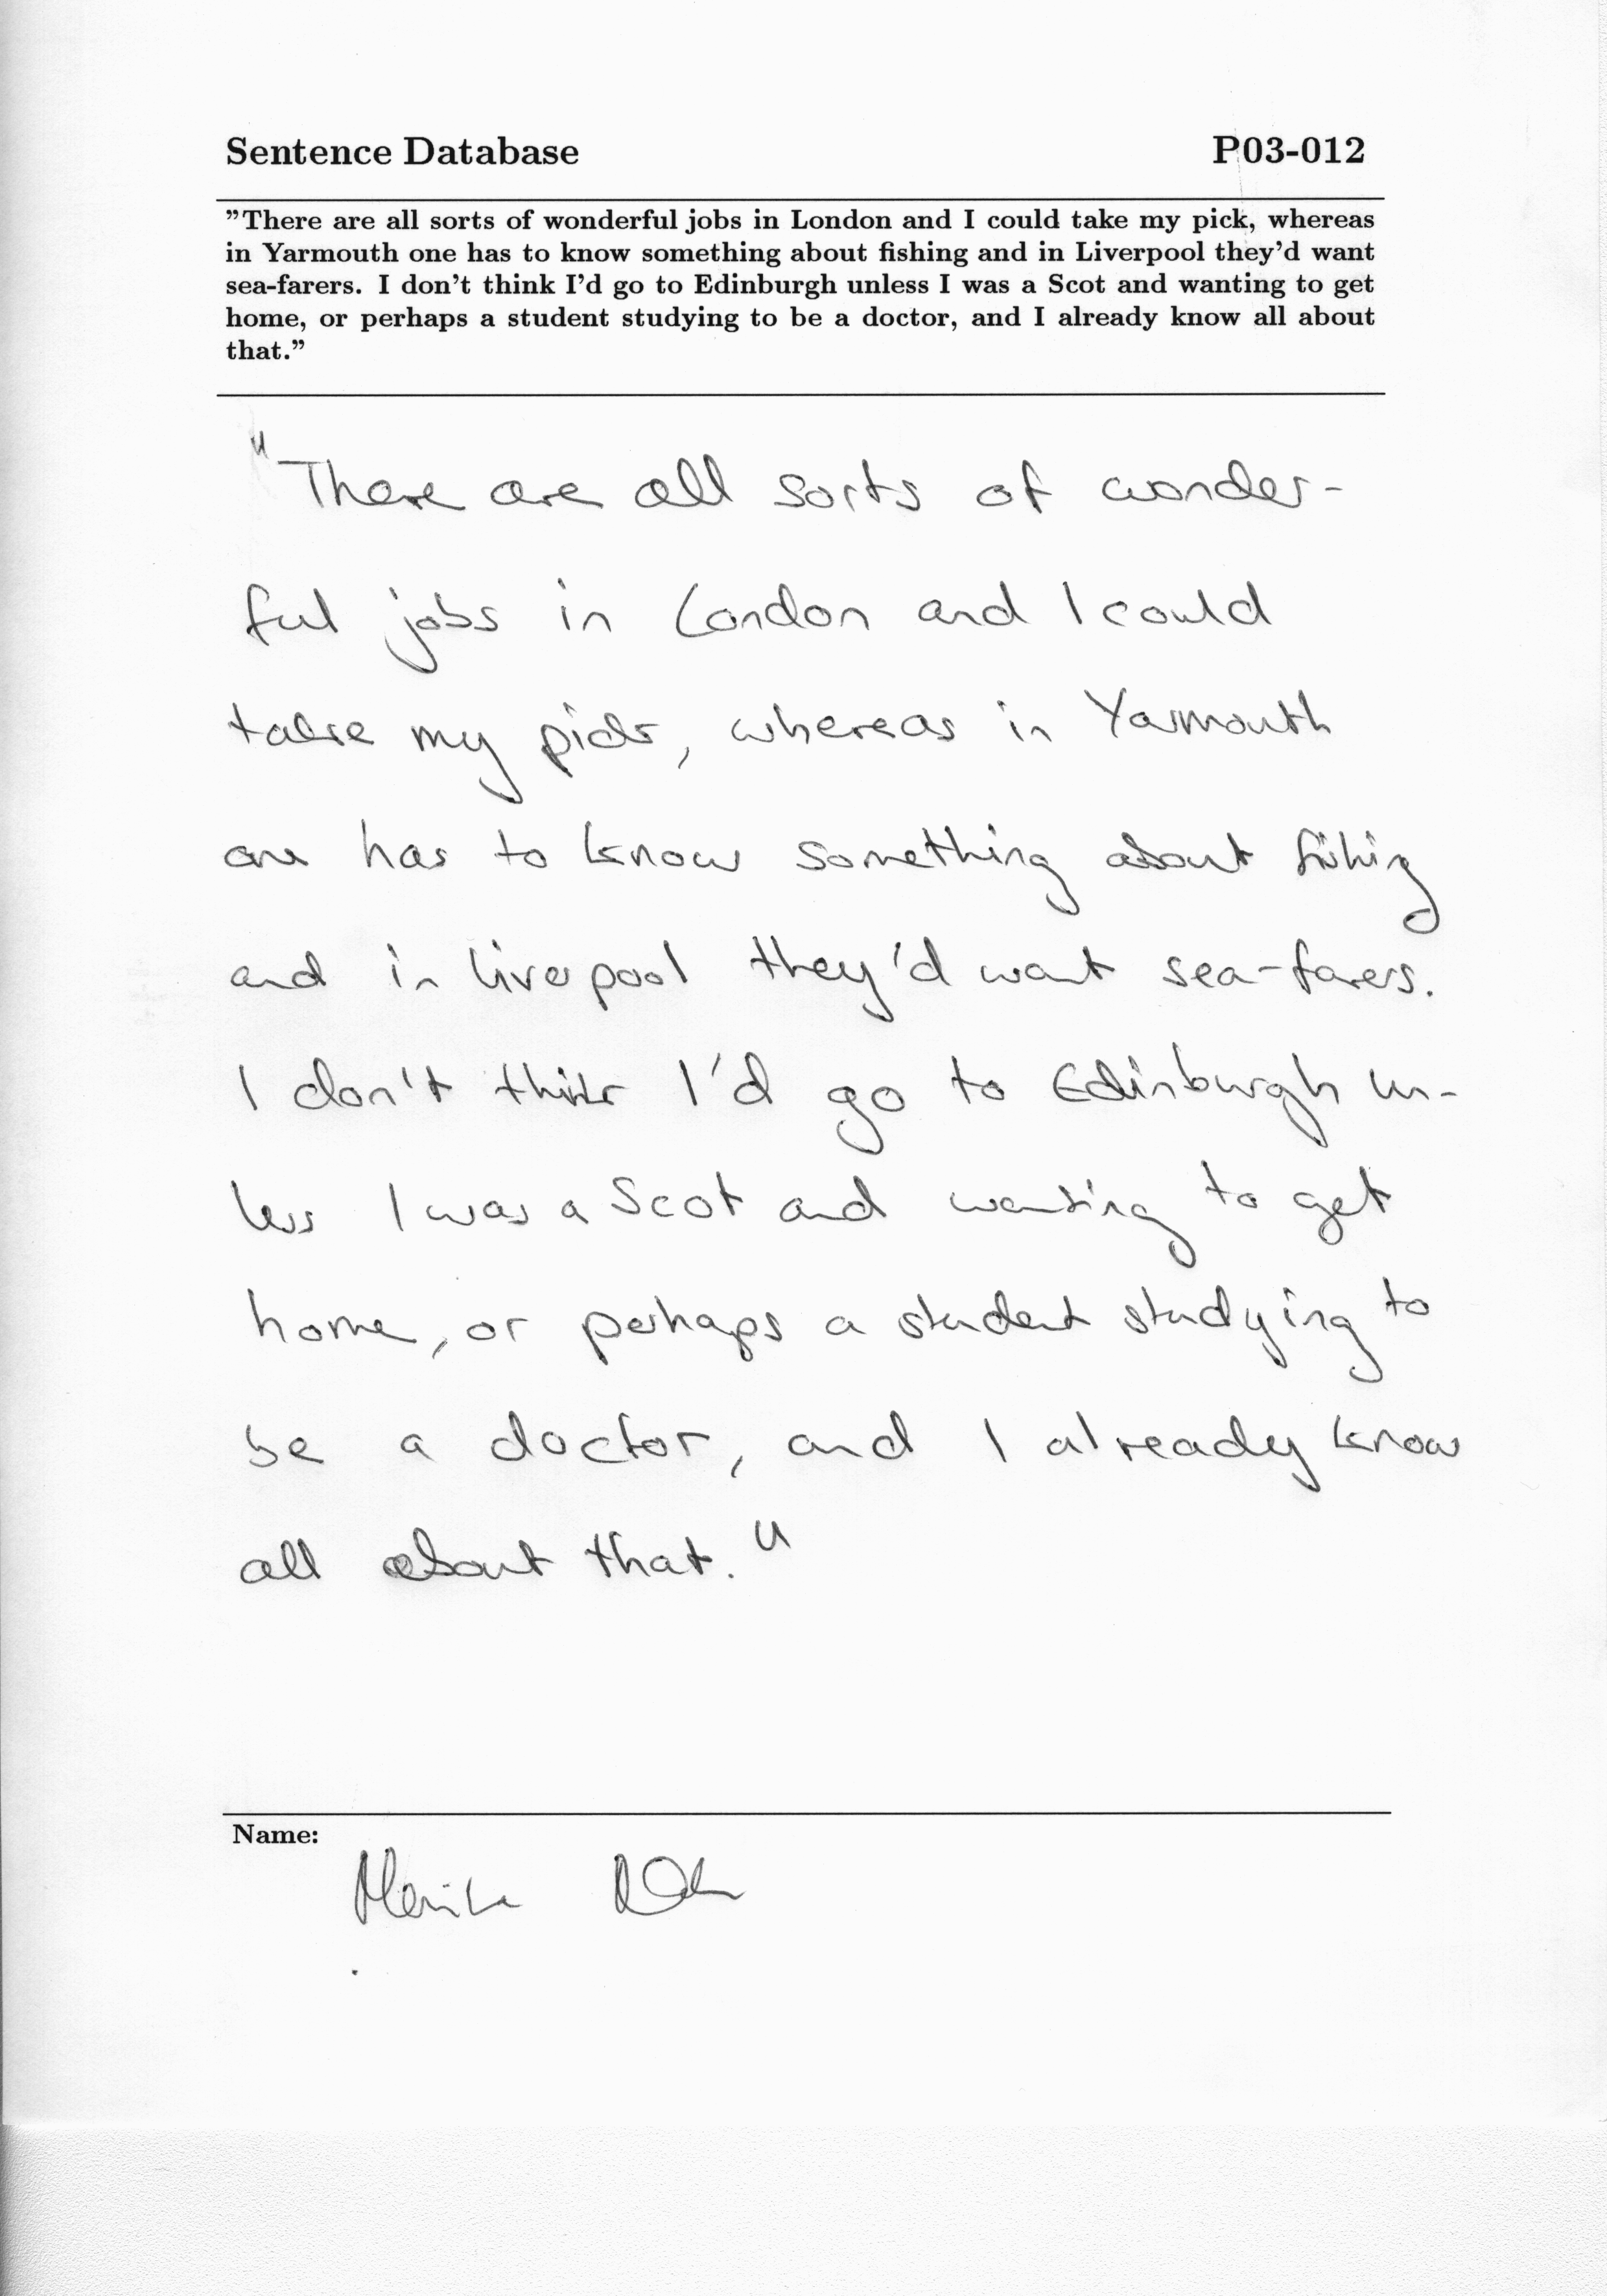 Sentence Database P03-012
”There are all sorts of wonderful jobs in London and I could take my pick, whereas
in Yarmouth one has to know something about fishing and in Liverpool they’d want
sea-farers. I don’t think I’d go to Edinburgh unless I was a Scot and wanting to get
home, or perhaps a student studying to be a doctor, and I already know all about
that.”
"There are all sorts of wonder-
ful jobs in London and I could
take my pick, whereas in Yarmouth
one has to know something about fishing
and in Liverpool they'd want sea-farers.
I don't think I'd go to Edinburgh un-
less I was a Scot and wanting to get
home, or perhaps a student studying to
be a doctor, and I already know
all about that."
Name: